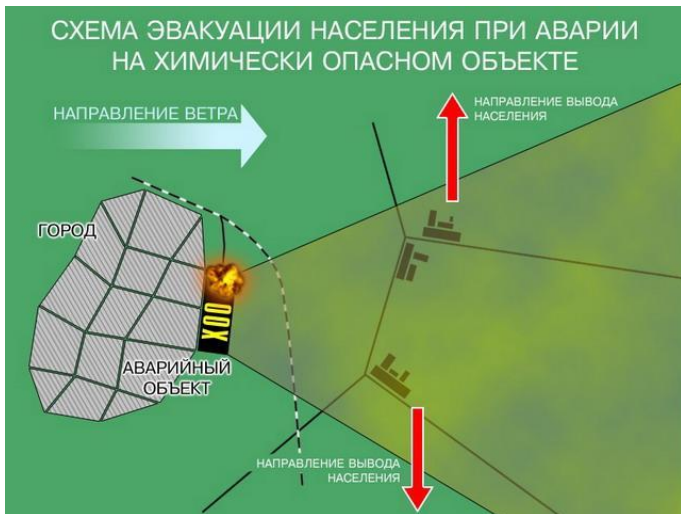 СХЕМА ЭВАКУАЦИИ НАСЕЛЕНИЯ ПРИ АВАРИИ
НА ХИМИЧЕСКИ ОПАСНОМ ОБЪЕКТЕ
НАПРАВЛЕНИЕ ВЕТРА
НАПРАВЛЕНИЕ ВЫВОДА
НАСЕЛЕНИЯ
ГОРОД
ХОО
АВАРИЙНЫЙ
ОБЪЕКТ
НАПРАВЛЕНИЕ ВЫВОДА
НАСЕЛЕНИЯ